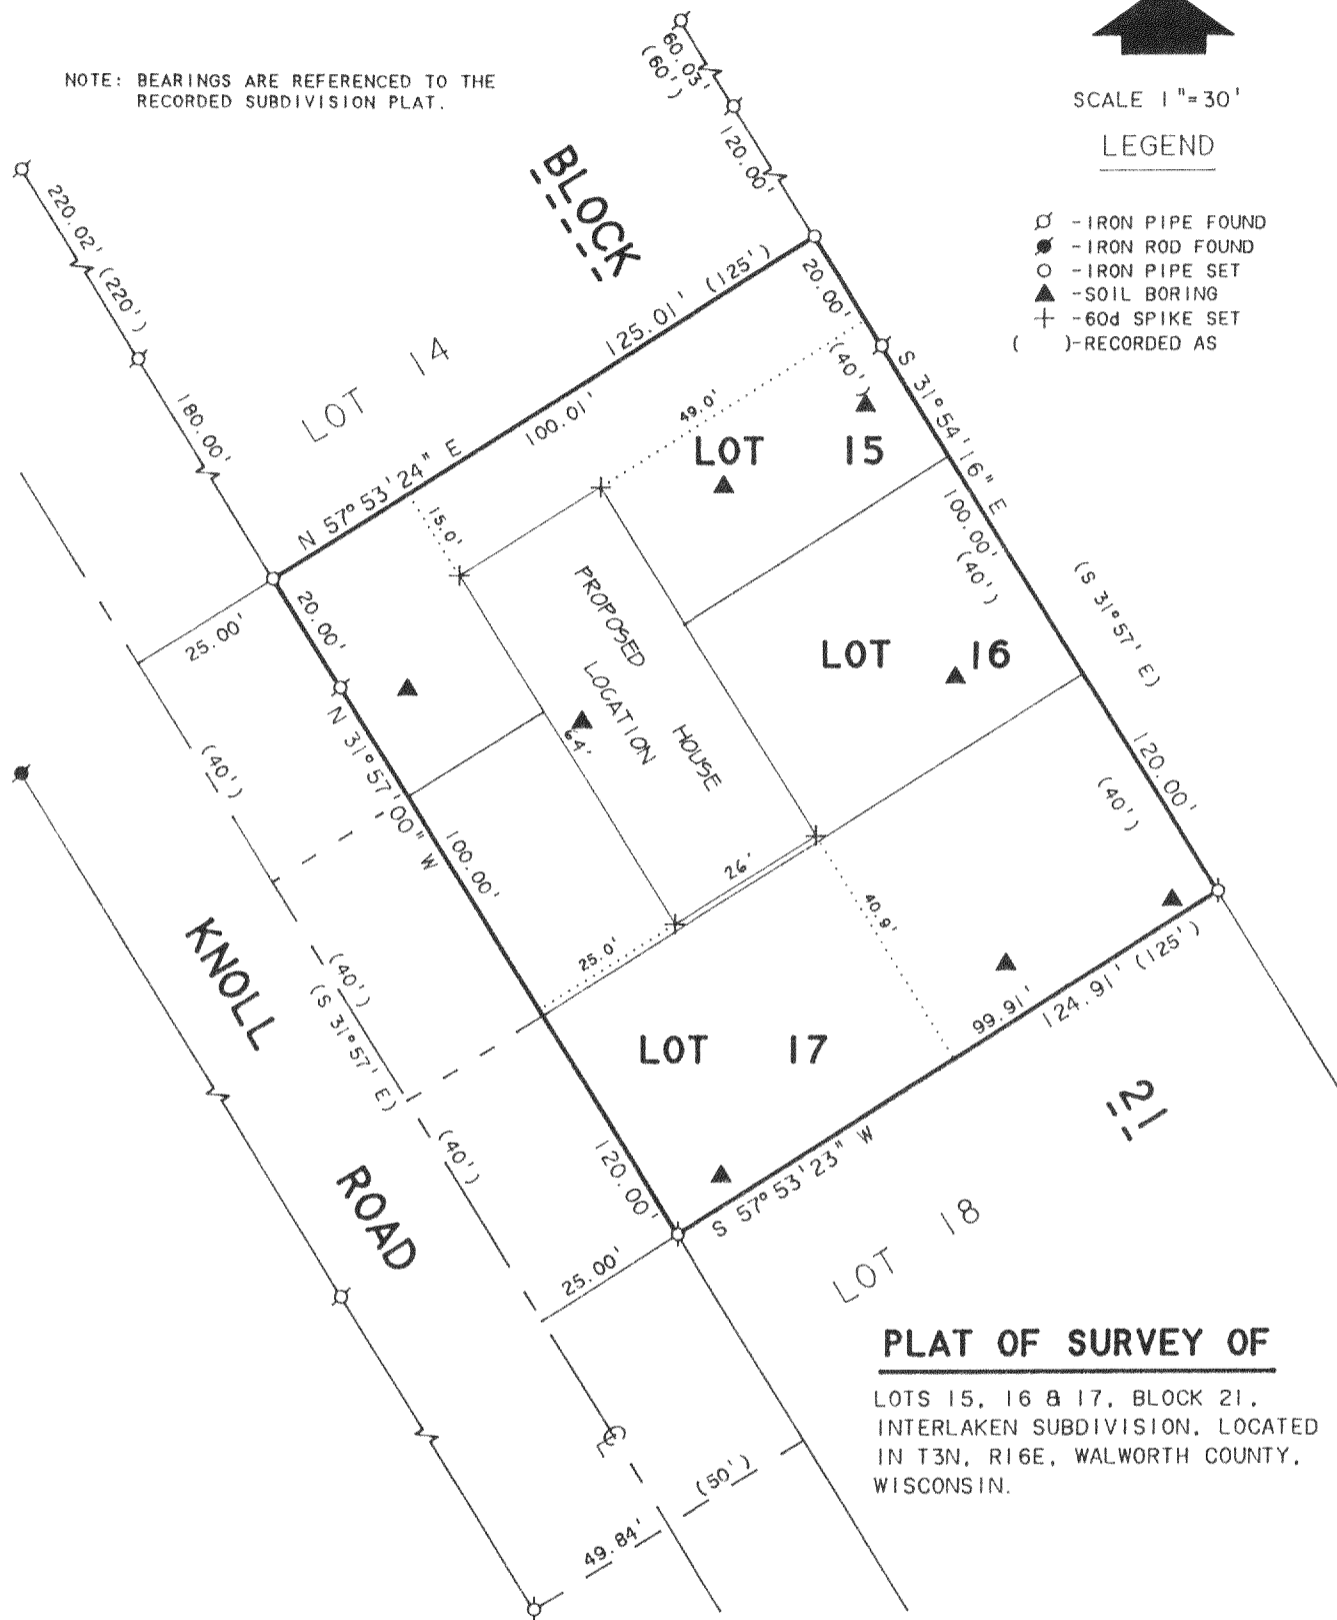 NOTE: BEARINGS ARE REFERENCED TO THE
RECORDED SUBDIVISION PLAT.
SCALE 1"=30'
LEGEND
-IRON PIPE FOUND
-IRON ROD FOUND
-IRON PIPE SET
-SOIL BORING
-60d SPIKE SET
( )-RECORDED AS
60.03'
(60')
120.00'
BLOCK
220.02' (220')
180.00'
LOT 14
125.01' (125')
100.01'
N 57°53'24" E
20.00'
(40')
S 31°54'16" E
49.0'
LOT 15
15.0'
100.00'
(40')
(S 31°57' E)
PROPOSED
LOCATION
HOUSE
64'
LOT 16
20.00'
25.00'
N 31°57'00" W
100.00'
(40')
120.00'
(40')
26'
40.9'
25.0'
KNOLL
ROAD
(40')
(S 31°57' E)
(40')
LOT 17
99.91'
124.91' (125')
S 57°53'23" W
120.00'
25.00'
21
LOT 18
PLAT OF SURVEY OF
LOTS 15, 16 & 17, BLOCK 21,
INTERLAKEN SUBDIVISION, LOCATED
IN T3N, R16E, WALWORTH COUNTY,
WISCONSIN.
℄
49.84'
(50')